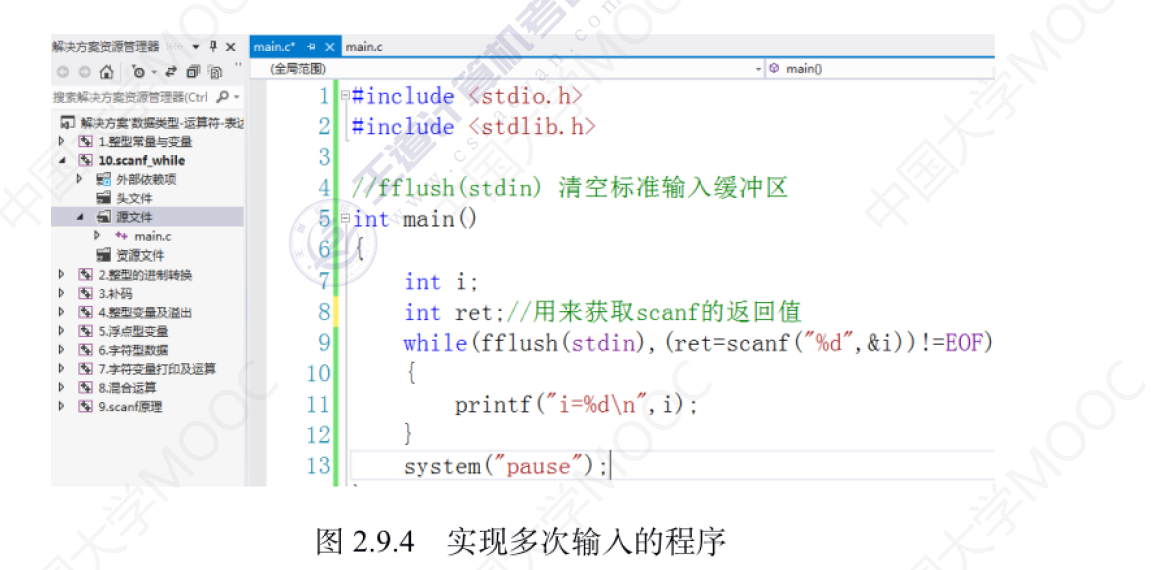 解决方案资源管理器
main.c*
main.c
(全局范围)
main()
搜索解决方案资源管理器(Ctrl
解决方案'数据类型-运算符-表达
1.整型常量与变量
10.scanf_while
外部依赖项
头文件
源文件
main.c
资源文件
2.整型的进制转换
3.补码
4.整型变量及溢出
5.浮点型变量
6.字符型数据
7.字符变量打印及运算
8.混合运算
9.scanf原理
1 #include <stdio.h>
2 #include <stdlib.h>
3
4 //fflush(stdin) 清空标准输入缓冲区
5 int main()
6 {
7 int i;
8 int ret;//用来获取scanf的返回值
9 while(fflush(stdin),(ret=scanf("%d",&i))!=EOF)
10 {
11 printf("i=%d\n",i);
12 }
13 system("pause");
图 2.9.4 实现多次输入的程序
王道计算机考研
中国大学MOOC